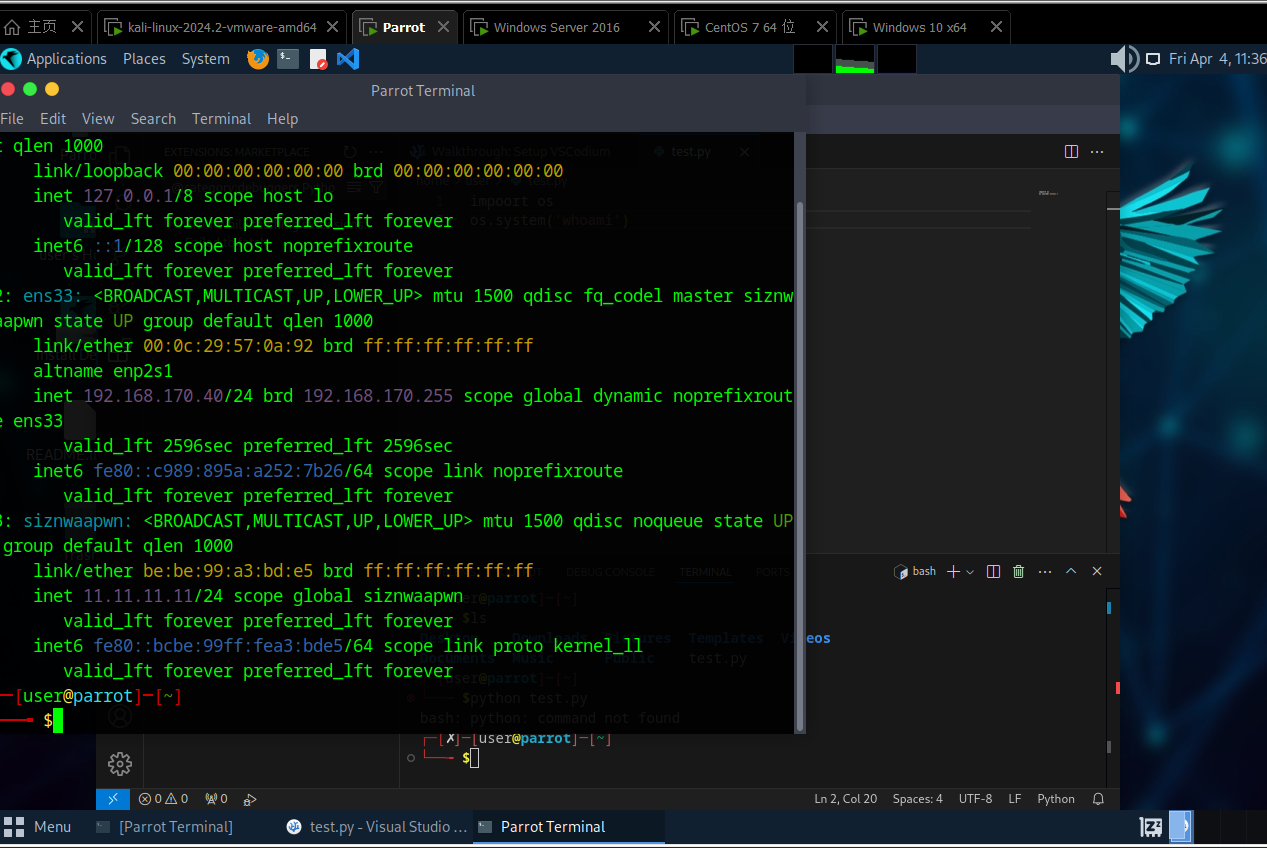 主页 kali-linux-2024.2-vmware-amd64 Parrot Windows Server 2016 CentOS 7 64 位 Windows 10 x64
Applications Places System Fri Apr 4, 11:36
Parrot Terminal
File Edit View Search Terminal Help
t qlen 1000
link/loopback 00:00:00:00:00:00 brd 00:00:00:00:00:00
inet 127.0.0.1/8 scope host lo
valid_lft forever preferred_lft forever
inet6 ::1/128 scope host noprefixroute
valid_lft forever preferred_lft forever
2: ens33: <BROADCAST,MULTICAST,UP,LOWER_UP> mtu 1500 qdisc fq_codel master siznw
aapwn state UP group default qlen 1000
link/ether 00:0c:29:57:0a:92 brd ff:ff:ff:ff:ff:ff
altname enp2s1
inet 192.168.170.40/24 brd 192.168.170.255 scope global dynamic noprefixrout
e ens33
valid_lft 2596sec preferred_lft 2596sec
inet6 fe80::c989:895a:a252:7b26/64 scope link noprefixroute
valid_lft forever preferred_lft forever
3: siznwaapwn: <BROADCAST,MULTICAST,UP,LOWER_UP> mtu 1500 qdisc noqueue state UP
group default qlen 1000
link/ether be:be:99:a3:bd:e5 brd ff:ff:ff:ff:ff:ff
inet 11.11.11.11/24 scope global siznwaapwn
valid_lft forever preferred_lft forever
inet6 fe80::bcbe:99ff:fea3:bde5/64 scope link proto kernel_ll
valid_lft forever preferred_lft forever
─[user@parrot]─[~]
──╼ $
EXTENSIONS: MARKETPLACE
Walkthrough: Setup VSCodium
test.py
impoort os
os.system('whoami')
DEBUG CONSOLE TERMINAL PORTS
bash
$ls
Pictures Templates Videos
Documents Music Public test.py
[user@parrot]─[~]
$python test.py
bash: python: command not found
┌─[✗]─[user@parrot]─[~]
└──╼ $
0 0 0
Ln 2, Col 20 Spaces: 4 UTF-8 LF Python
Menu [Parrot Terminal] test.py - Visual Studio ... Parrot Terminal